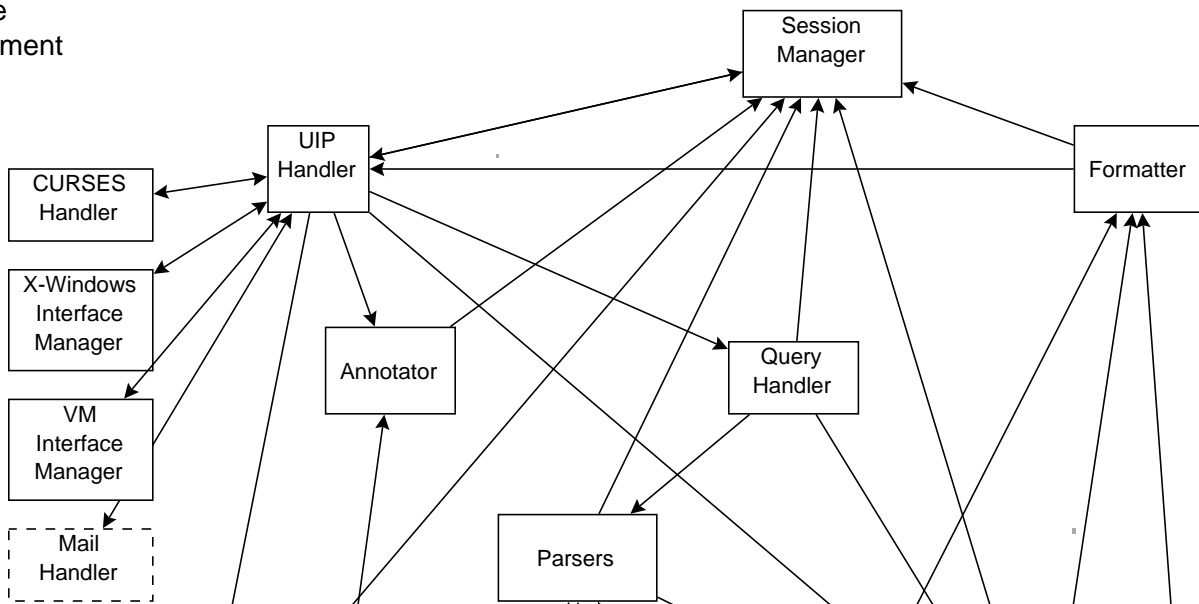 e
ment
Session
Manager
UIP
Handler
Formatter
CURSES
Handler
X-Windows
Interface
Manager
Annotator
Query
Handler
VM
Interface
Manager
Parsers
Mail
Handler